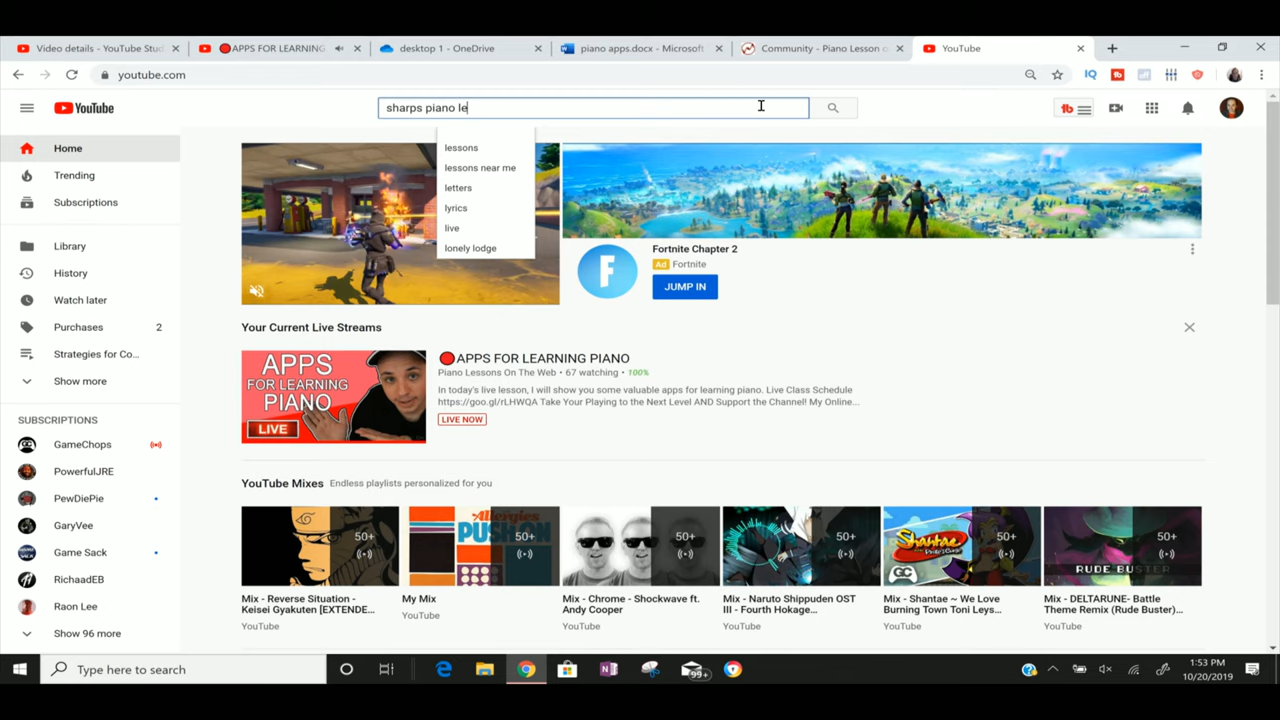 Video details - YouTube Stud
APPS FOR LEARNING
desktop 1 - OneDrive
piano apps.docx - Microsoft
Community - Piano Lesson o
YouTube
youtube.com
IQ
tb
YouTube
sharps piano le
tb
lessons
lessons near me
letters
lyrics
live
lonely lodge
Home
Trending
Subscriptions
Library
History
Watch later
Purchases 2
Strategies for Co...
Show more
SUBSCRIPTIONS
GameChops
PowerfulJRE
PewDiePie
GaryVee
Game Sack
RichaadEB
Raon Lee
Show 96 more
F
Fortnite Chapter 2
Ad Fortnite
JUMP IN
Your Current Live Streams
APPS
FOR LEARNING
PIANO
LIVE
APPS FOR LEARNING PIANO
Piano Lessons On The Web • 67 watching • 100%
In today's live lesson, I will show you some valuable apps for learning piano. Live Class Schedule
https://goo.gl/rLHWQA Take Your Playing to the Next Level AND Support the Channel! My Online...
LIVE NOW
YouTube Mixes Endless playlists personalized for you
50+
Allergies
PUSH ON
50+
50+
50+
Shantae
GC
50+
RUDE BUSTER
50+
Mix - Reverse Situation -
Keisei Gyakuten [EXTENDE...
YouTube
My Mix
YouTube
Mix - Chrome - Shockwave ft.
Andy Cooper
YouTube
Mix - Naruto Shippuden OST
III - Fourth Hokage...
YouTube
Mix - Shantae ~ We Love
Burning Town Toni Leys...
YouTube
Mix - DELTARUNE- Battle
Theme Remix (Rude Buster)...
YouTube
Type here to search
99+
1:53 PM
10/20/2019